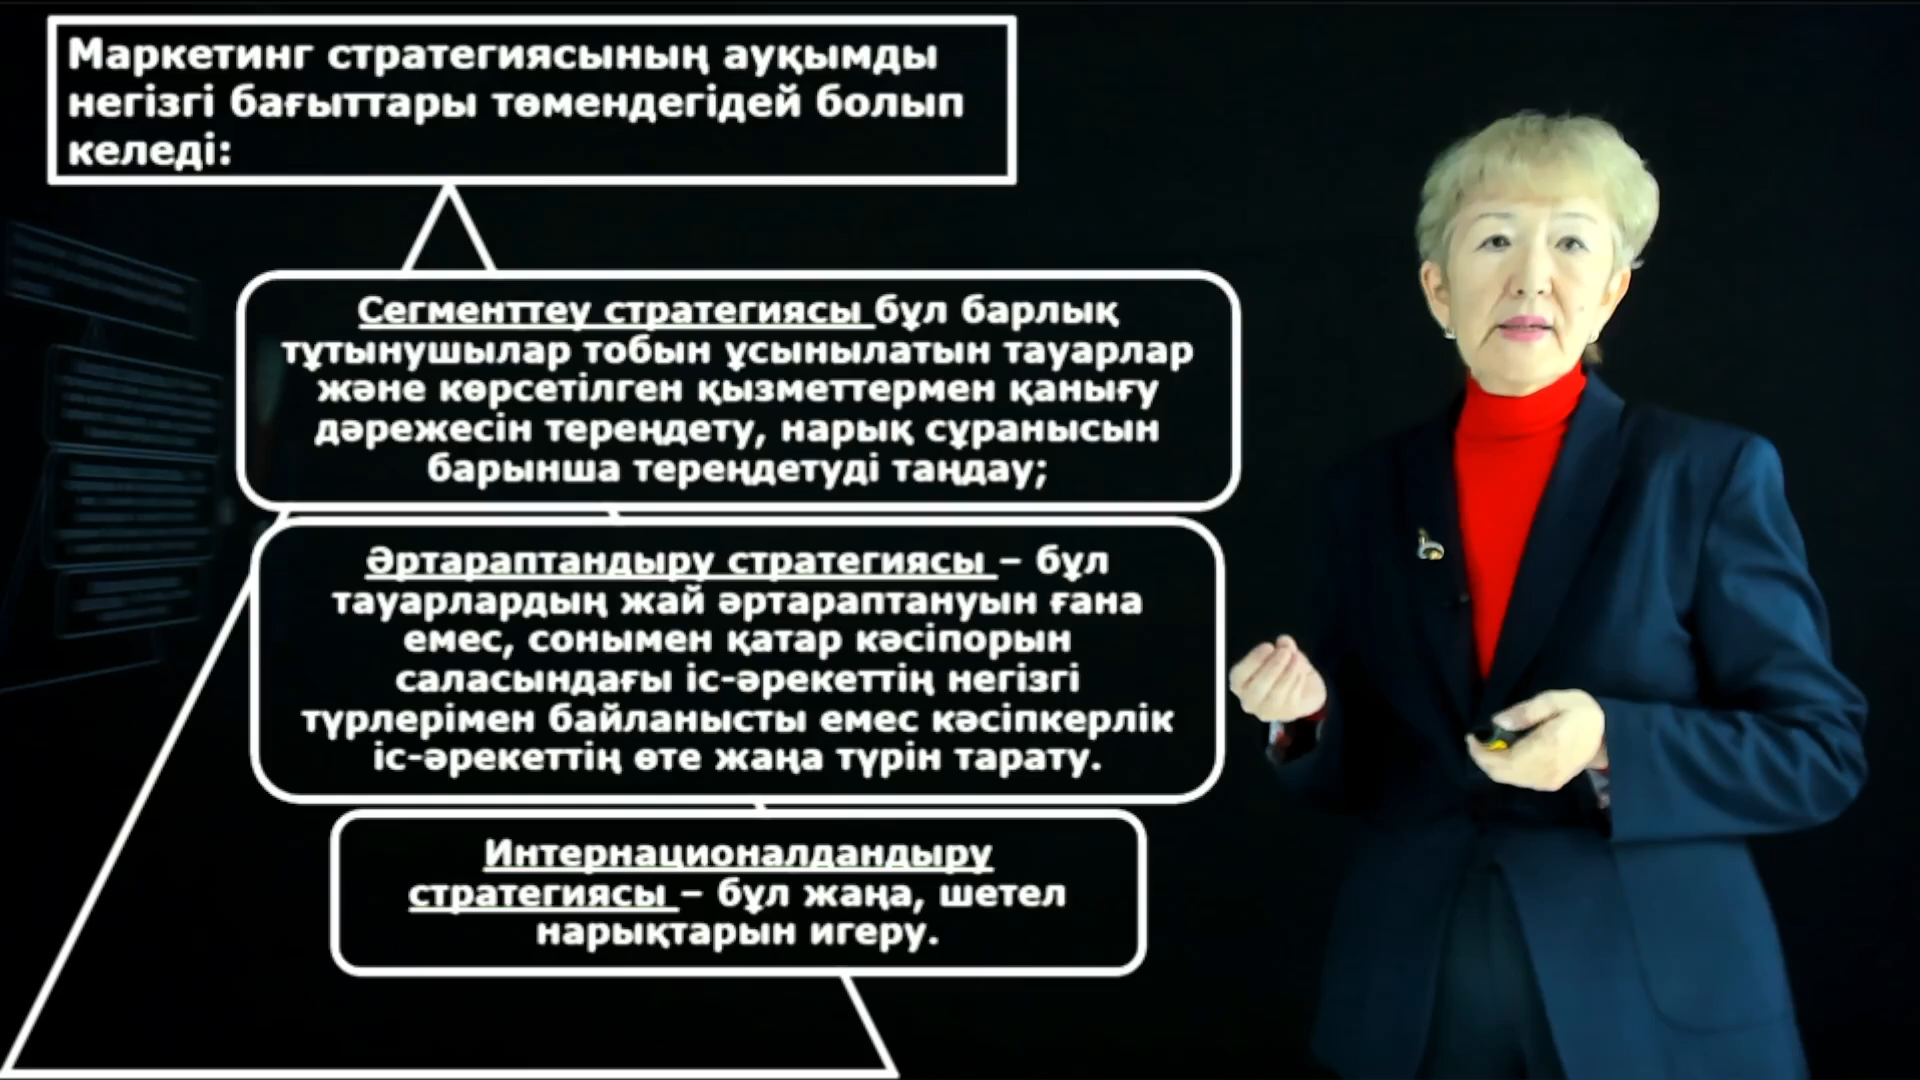 Маркетинг стратегиясының ауқымды
негізгі бағыттары төмендегідей болып
келеді:
Сегменттеу стратегиясы бұл барлық
тұтынушылар тобын ұсынылатын тауарлар
және көрсетілген қызметтермен қанығу
дәрежесін тереңдету, нарық сұранысын
барынша тереңдетуді таңдау;
Әртараптандыру стратегиясы – бұл
тауарлардың жай әртараптануын ғана
емес, сонымен қатар кәсіпорын
саласындағы іс-әрекеттің негізгі
түрлерімен байланысты емес кәсіпкерлік
іс-әрекеттің өте жаңа түрін тарату.
Интернационалдандыру
стратегиясы – бұл жаңа, шетел
нарықтарын игеру.